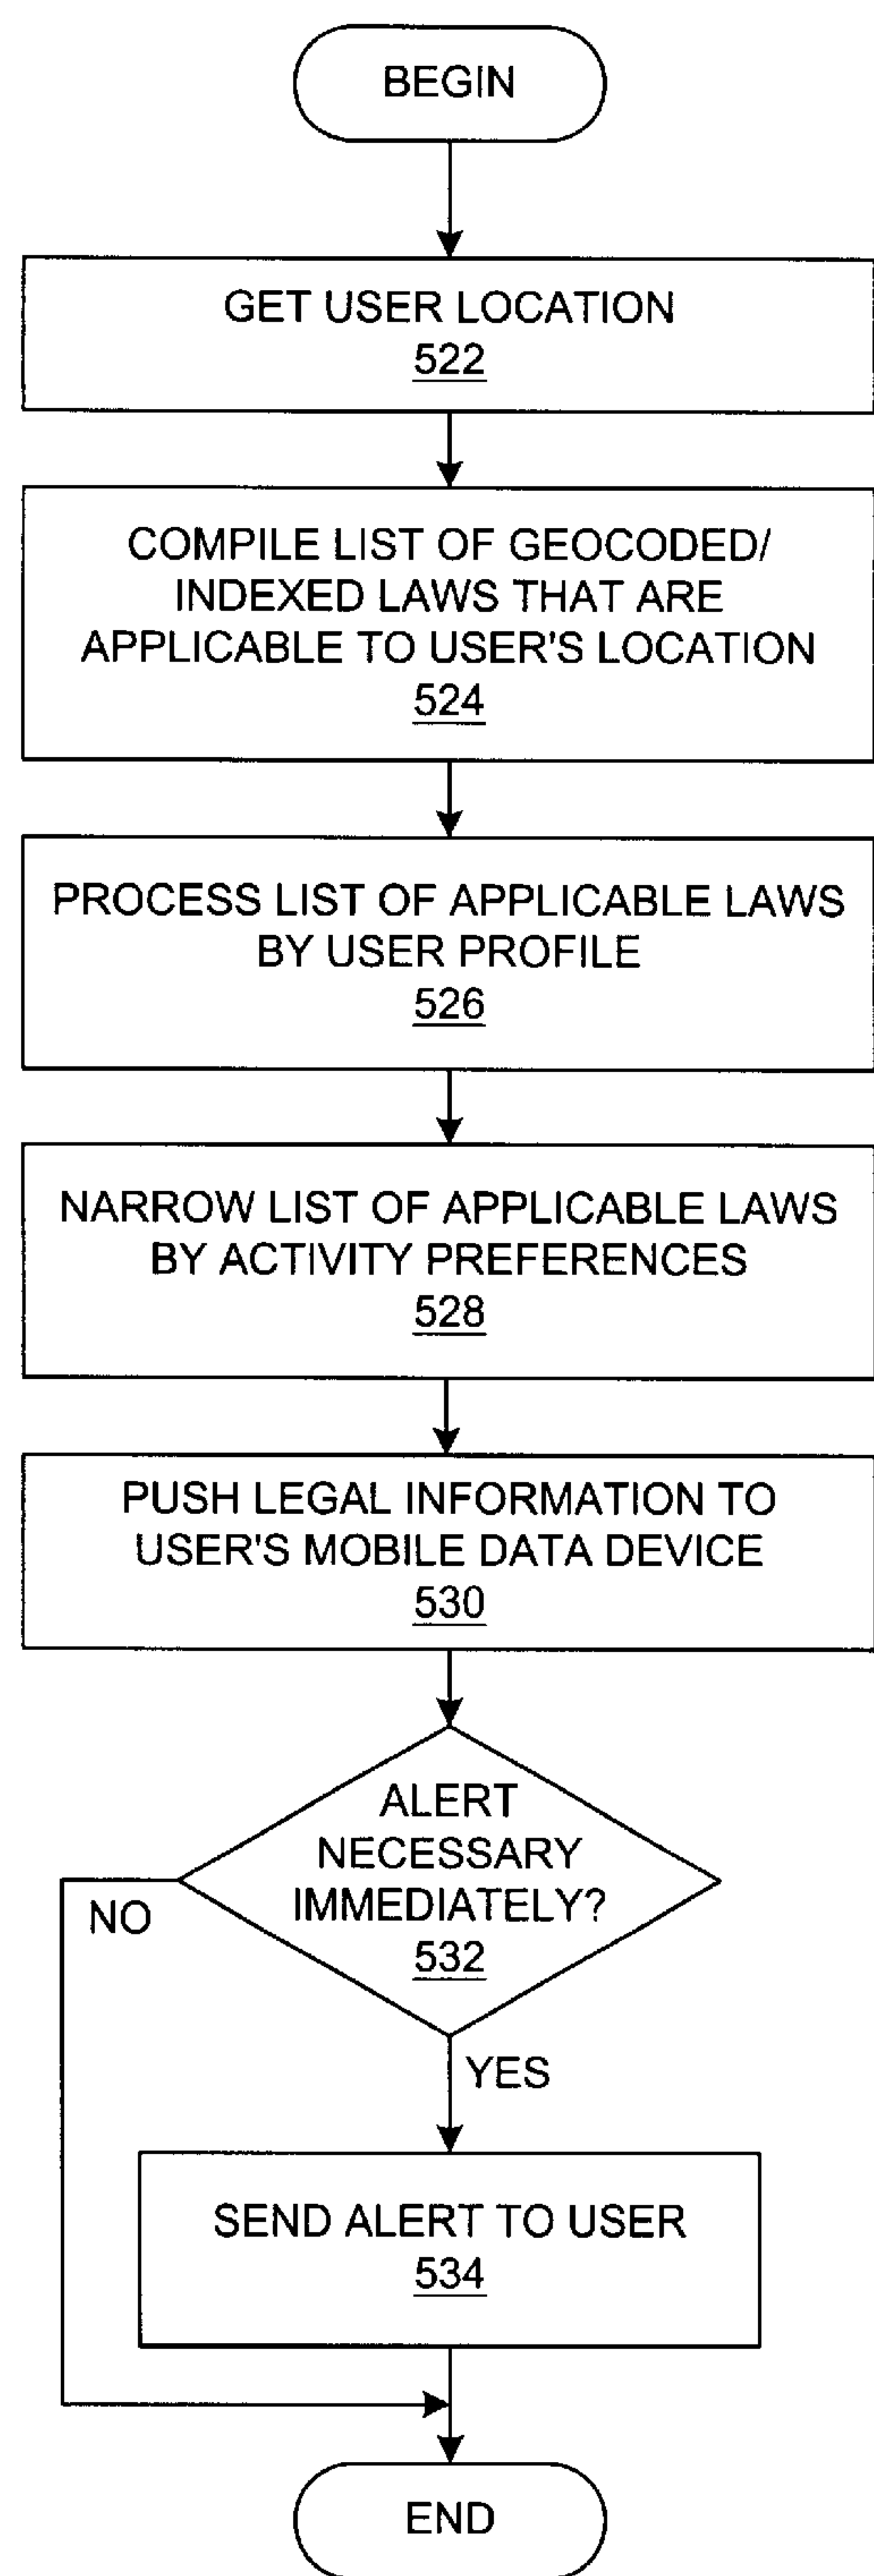 BEGIN
GET USER LOCATION
522
COMPILE LIST OF GEOCODED/
INDEXED LAWS THAT ARE
APPLICABLE TO USER'S LOCATION
524
PROCESS LIST OF APPLICABLE LAWS
BY USER PROFILE
526
NARROW LIST OF APPLICABLE LAWS
BY ACTIVITY PREFERENCES
528
PUSH LEGAL INFORMATION TO
USER'S MOBILE DATA DEVICE
530
ALERT
NECESSARY
IMMEDIATELY?
532
NO
YES
SEND ALERT TO USER
534
END